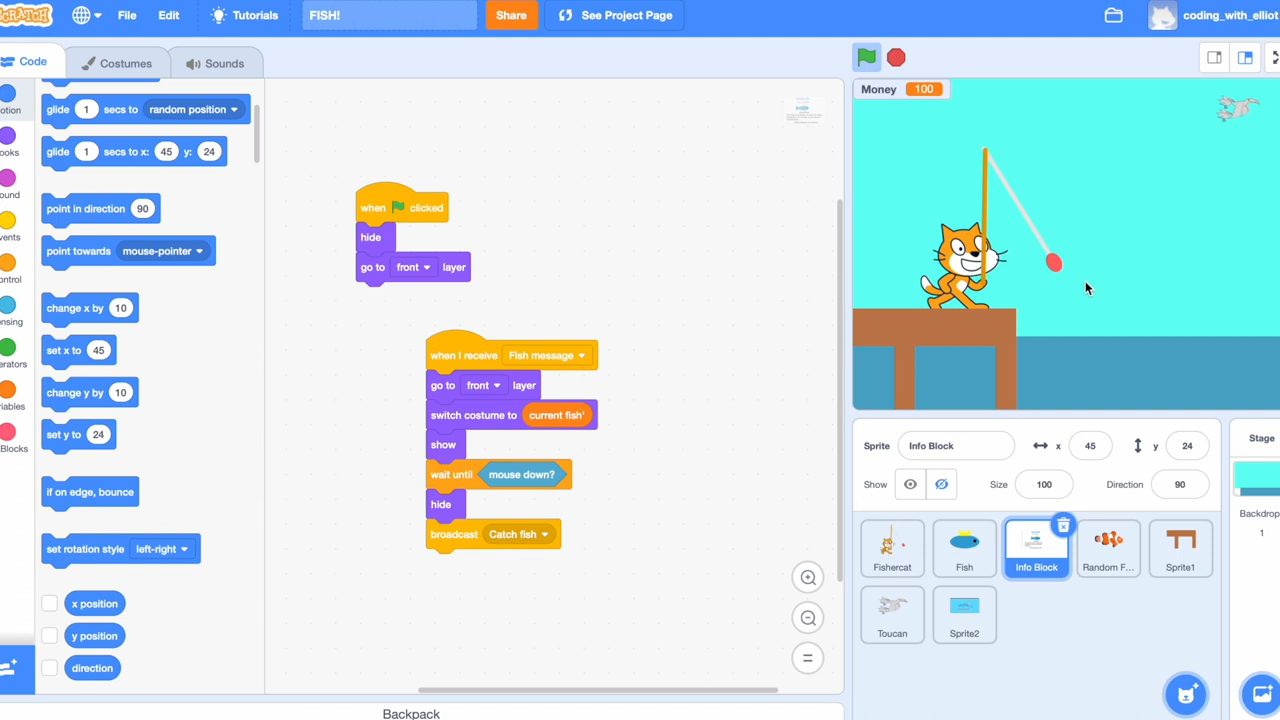 SCRATCH
File Edit Tutorials FISH! Share See Project Page coding_with_elliot
Code Costumes Sounds
Money 100
glide 1 secs to random position
glide 1 secs to x: 45 y: 24
point in direction 90
point towards mouse-pointer
change x by 10
set x to 45
change y by 10
set y to 24
if on edge, bounce
set rotation style left-right
x position
y position
direction
otion
ooks
ound
vents
ontrol
ensing
erators
riables
Blocks
when clicked
hide
go to front layer
when I receive Fish message
go to front layer
switch costume to current fish'
show
wait until mouse down?
hide
broadcast Catch fish
Sprite Info Block x 45 y 24
Show Size 100 Direction 90
Fishercat Fish Info Block Random F... Sprite1
Toucan Sprite2
Stage
Backdrop
1
Backpack